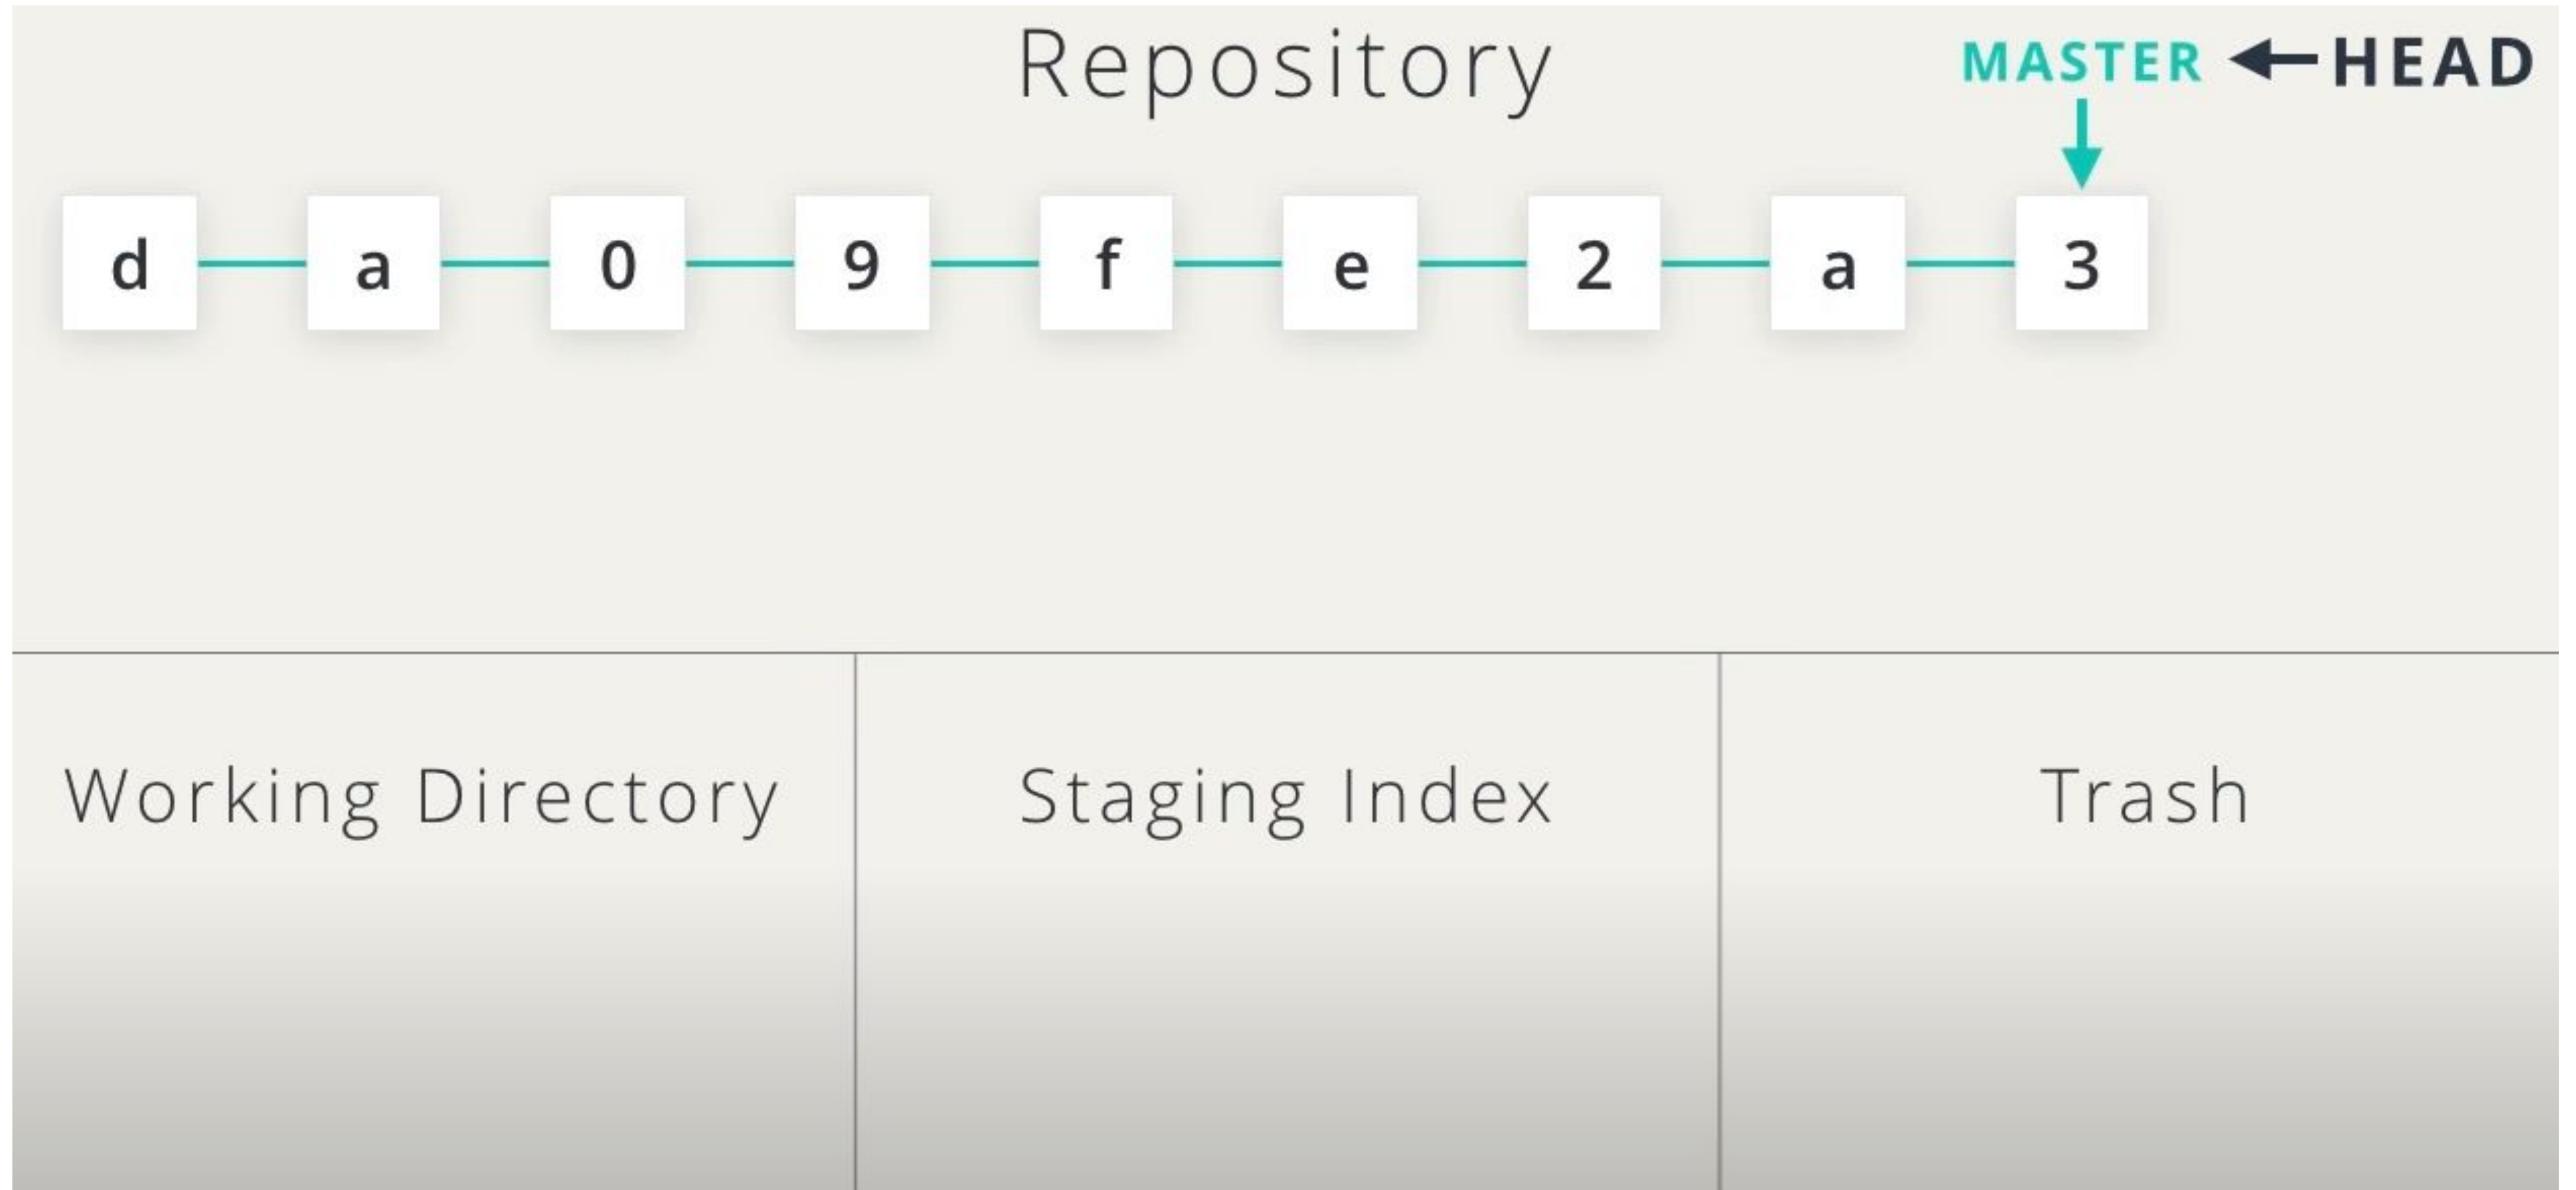 Repository
MASTER HEAD
d a 0 9 f e 2 a 3
Working Directory
Staging Index
Trash